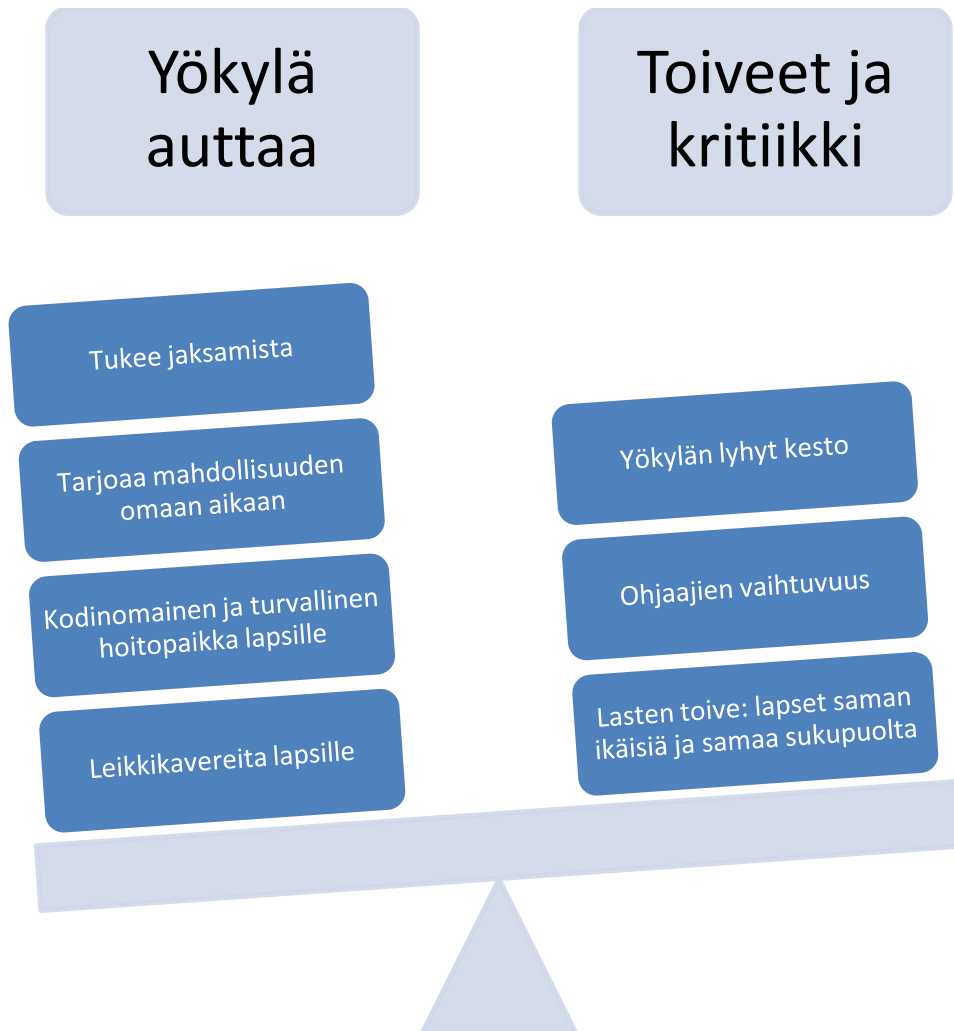 Yökylä
auttaa
Tukee jaksamista
Tarjoaa mahdollisuuden
omaan aikaan
Kodinomainen ja turvallinen
hoitopaikka lapsille
Leikkikavereita lapsille
Toiveet ja
kritiikki
Yökylän lyhyt kesto
Ohjaajien vaihtuvuus
Lasten toive: lapset saman
ikäisiä ja samaa sukupuolta